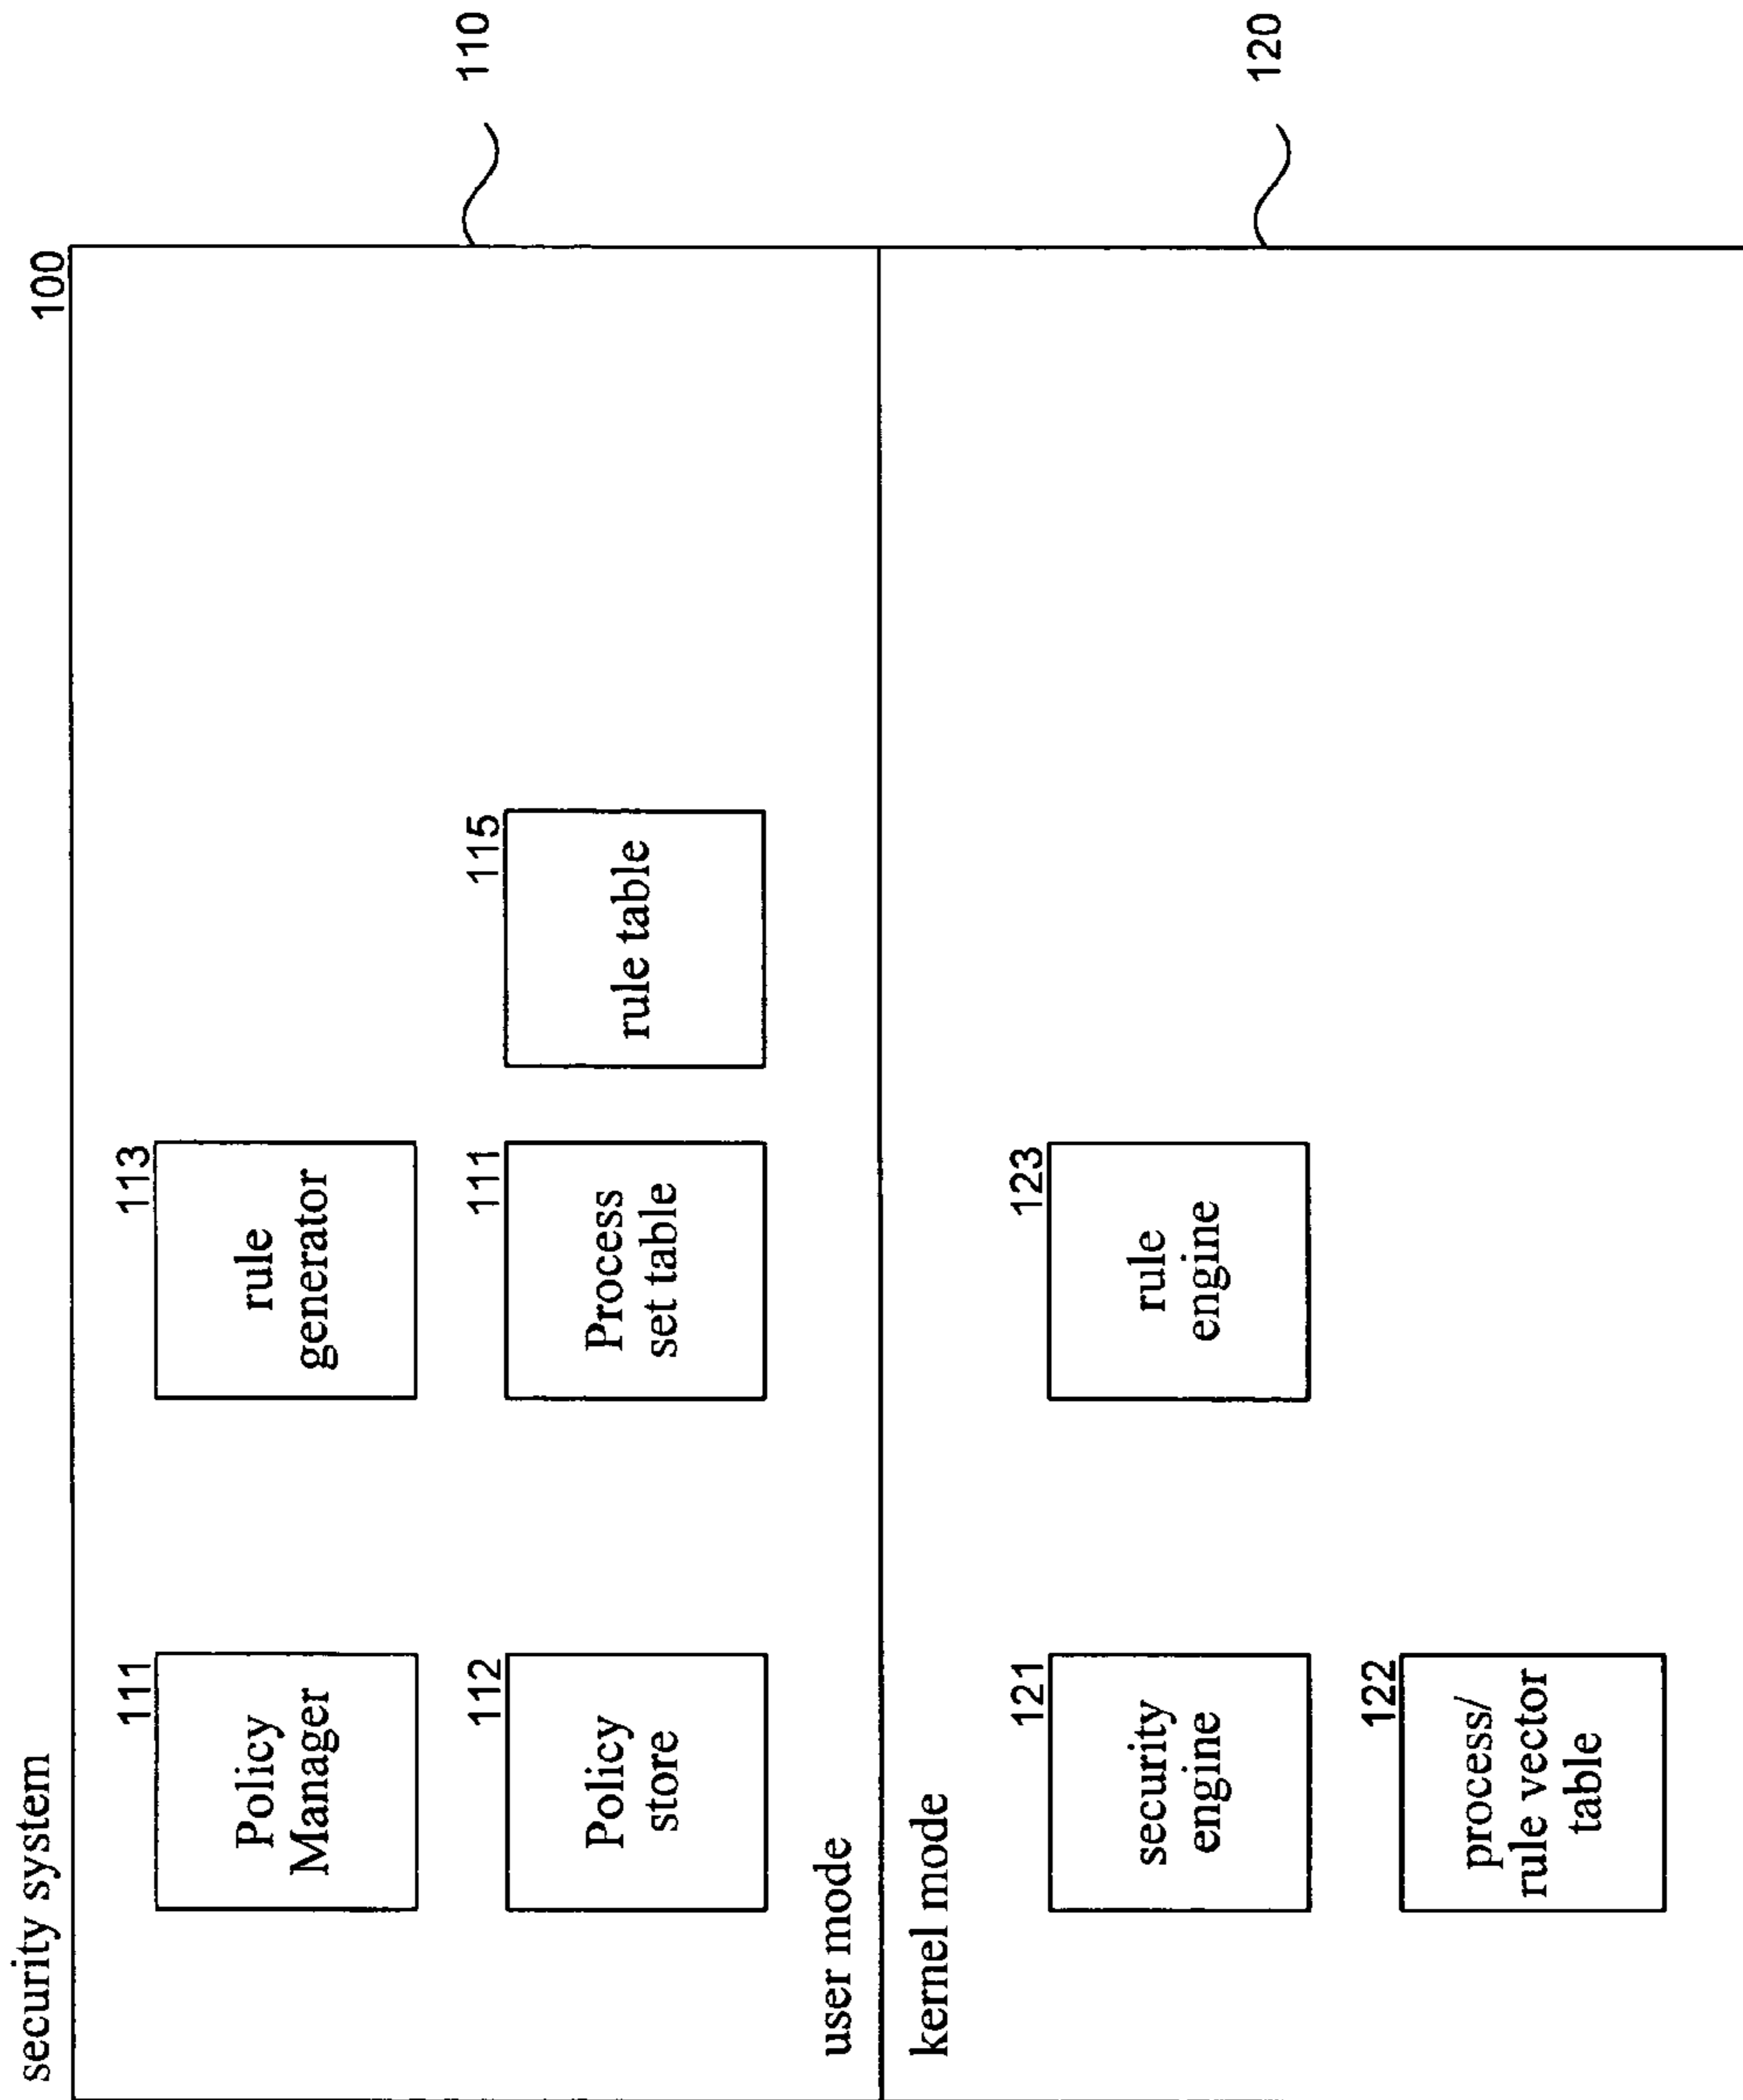 security system
100
111
Policy
Manager
113
rule
generator
110
112
Policy
store
111
Process
set table
115
rule table
user mode
kernel mode
121
security
engine
123
rule
engine
120
122
process/
rule vector
table